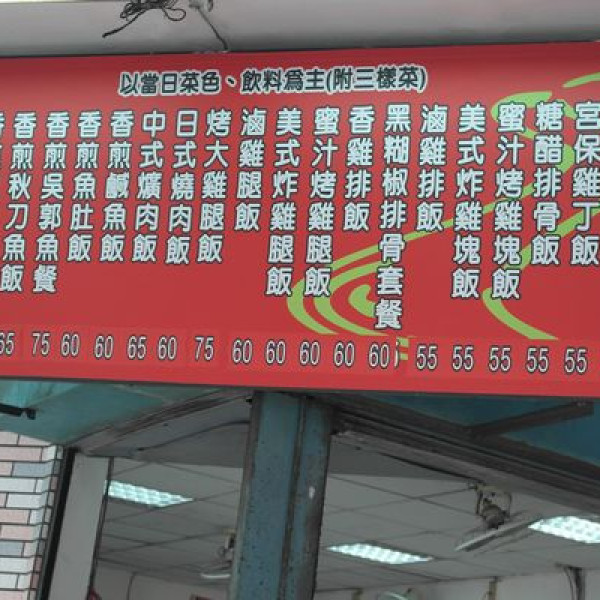 以當日菜色、飲料爲主(附三樣菜)
宮保雞丁飯 55
糖醋排骨飯 55
蜜汁烤雞塊飯 55
美式炸雞塊飯 55
滷雞排飯 55
黑糊椒排骨套餐 60
香雞排飯 60
蜜汁烤雞腿飯 60
美式炸雞腿飯 60
滷雞腿飯 60
烤大雞腿飯 75
日式燒肉飯 60
中式爌肉飯 65
香煎鹹魚飯 60
香煎魚肚飯 60
香煎吳郭魚餐 75
香煎秋刀魚飯 65